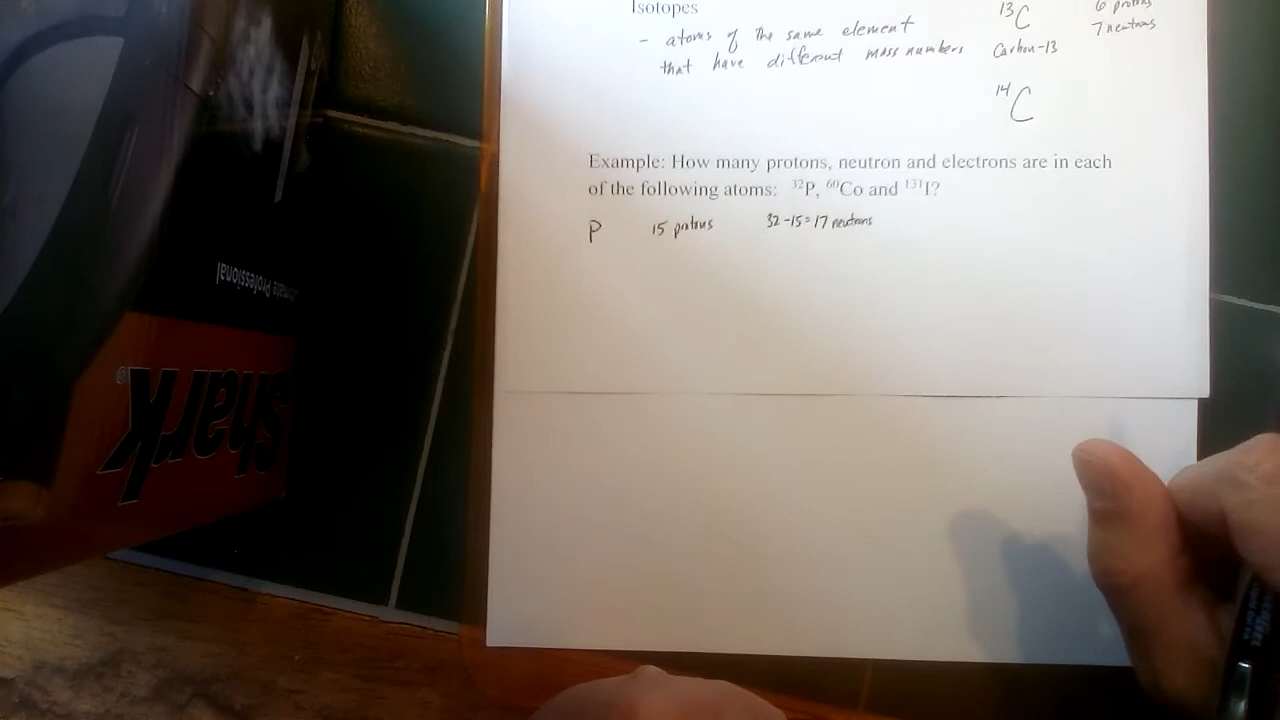 Isotopes
- atoms of the same element
that have different mass numbers
¹³C
6 protons
7 neutrons
Carbon-13
¹⁴C
Example: How many protons, neutron and electrons are in each
of the following atoms: ³²P, ⁶⁰Co and ¹³¹I?
P 15 protons 32-15=17 neutrons
Professional
shark®